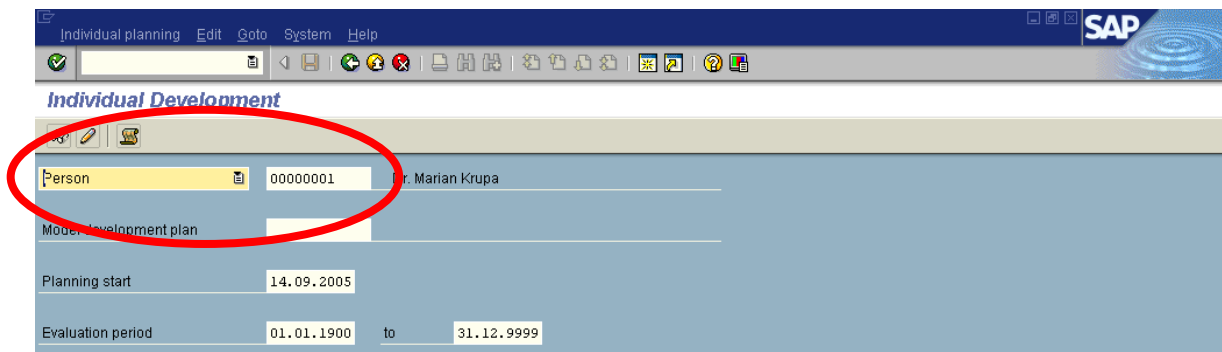 Individual planning Edit Goto System Help
SAP
Individual Development
Person 00000001 Dr. Marian Krupa
Model development plan
Planning start 14.09.2005
Evaluation period 01.01.1900 to 31.12.9999